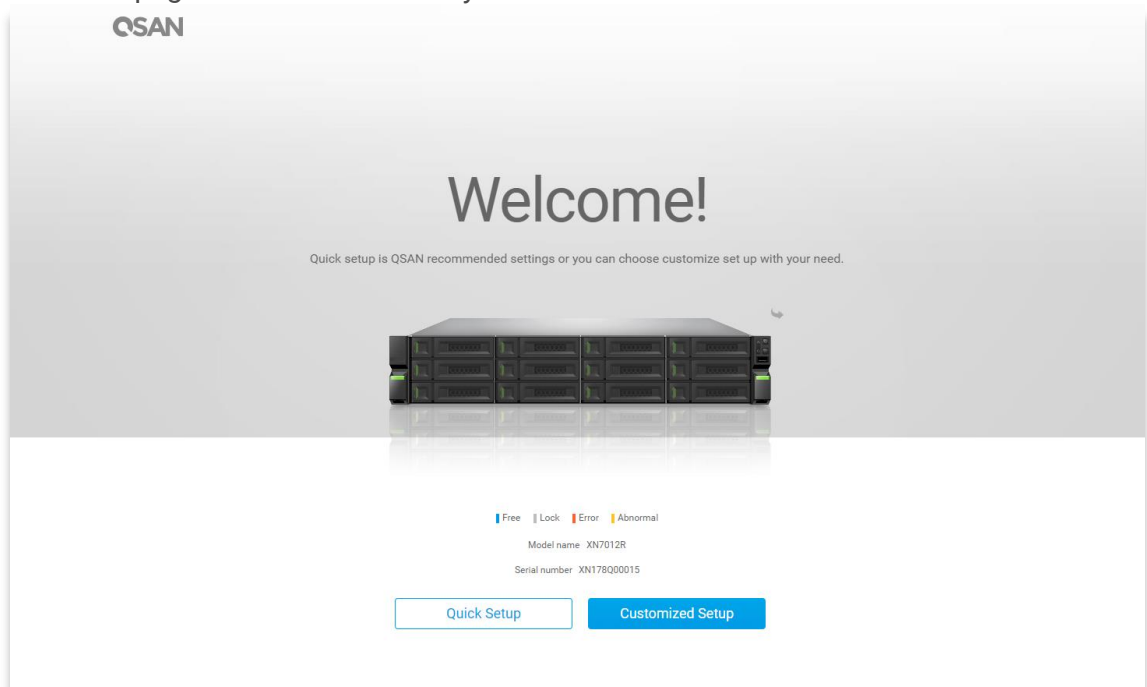 QSAN
Welcome!
Quick setup is QSAN recommended settings or you can choose customize set up with your need.
Free Lock Error Abnormal
Model name XN7012R
Serial number XN178Q00015
Quick Setup Customized Setup